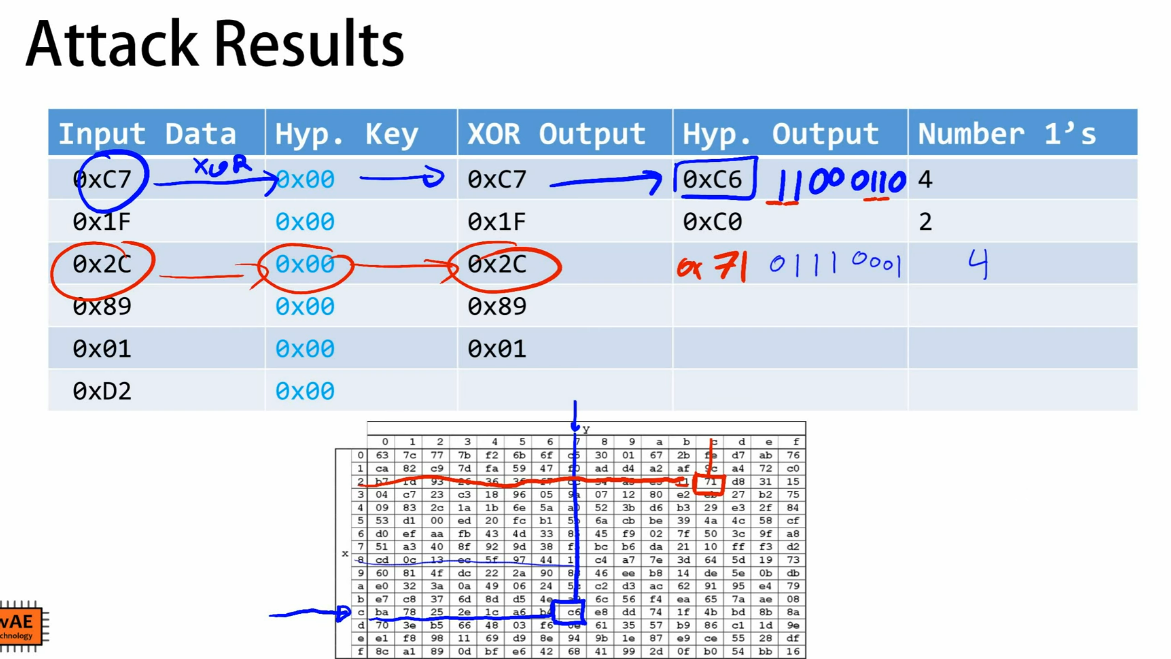 Attack Results
Input Data Hyp. Key XOR Output Hyp. Output Number 1's
XOR
0xC7 0x00 0xC7 0xC6 11000110 4
0x1F 0x00 0x1F 0xC0 2
0x2C 0x00 0x2C 0x71 01110001 4
0x89 0x00 0x89
0x01 0x00 0x01
0xD2 0x00
y
0 1 2 3 4 5 6 7 8 9 a b c d e f
0 63 7c 77 7b f2 6b 6f c5 30 01 67 2b fe d7 ab 76
1 ca 82 c9 7d fa 59 47 f0 ad d4 a2 af 9c a4 72 c0
2 b7 fd 93 26 36 71 d8 31 15
3 04 c7 23 c3 18 96 05 9a 07 12 80 e2 eb 27 b2 75
4 09 83 2c 1a 1b 6e 5a a0 52 3b d6 b3 29 e3 2f 84
5 53 d1 00 ed 20 fc b1 5b 6a cb be 39 4a 4c 58 cf
6 d0 ef aa fb 43 4d 33 85 45 f9 02 7f 50 3c 9f a8
x
7 51 a3 40 8f 92 9d 38 f5 bc b6 da 21 10 ff f3 d2
8 cd 0c 13 ec 5f 97 44 17 c4 a7 7e 3d 64 5d 19 73
9 60 81 4f dc 22 2a 90 88 46 ee b8 14 de 5e 0b db
a e0 32 3a 0a 49 06 24 5c c2 d3 ac 62 91 95 e4 79
b e7 c8 37 6d 8d d5 4e a9 6c 56 f4 ea 65 7a ae 08
c ba 78 25 2e 1c a6 b4 c6 e8 dd 74 1f 4b bd 8b 8a
d 70 3e b5 66 48 03 f6 0e 61 35 57 b9 86 c1 1d 9e
e e1 f8 98 11 69 d9 8e 94 9b 1e 87 e9 ce 55 28 df
f 8c a1 89 0d bf e6 42 68 41 99 2d 0f b0 54 bb 16
wAE
echnology